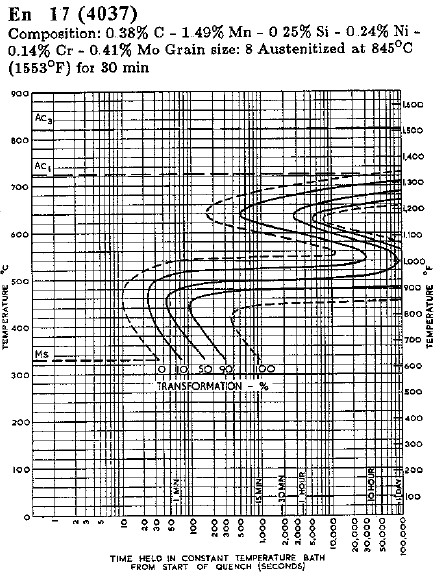 En 17 (4037)
Composition: 0.38% C - 1.49% Mn - 0 25% Si - 0.24% Ni -
0.14% Cr - 0.41% Mo Grain size: 8 Austenitized at 845°C
(1553°F) for 30 min
900
800
700
600
500
400
300
200
100
0
TEMPERATURE °C
Ac3
Ac1
Ms
0 10 50 90 100
TRANSFORMATION - %
1,600
1,500
1,400
1,300
1,200
1,100
1,000
900
800
700
600
500
400
300
200
100
TEMPERATURE °F
1 MIN
15 MIN
30 MIN
1 HOUR
10 HOUR
1 DAY
1 2 3 5 10 20 30 50 100 200 300 500 1,000 2,000 3,000 5,000 10,000 20,000 30,000 50,000 100,000
TIME HELD IN CONSTANT TEMPERATURE BATH
FROM START OF QUENCH (SECONDS)